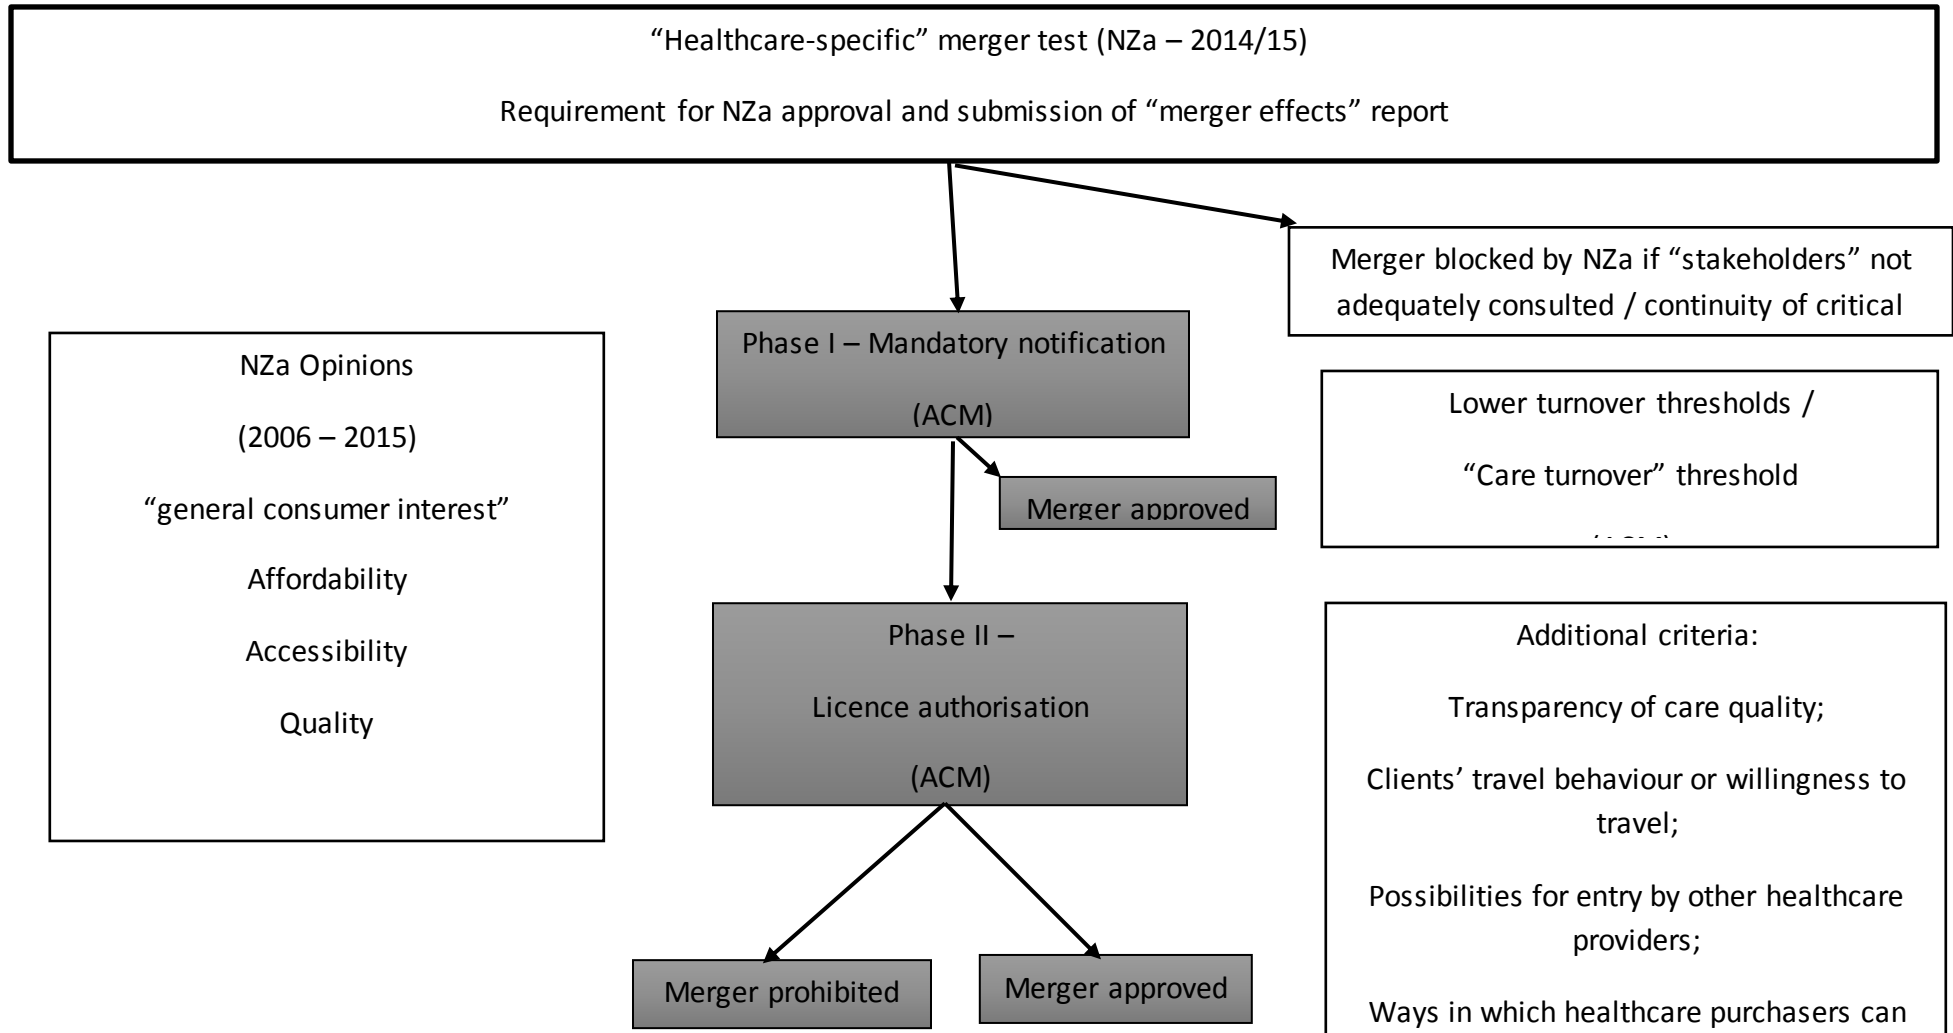 “Healthcare-specific” merger test (NZa – 2014/15)
Requirement for NZa approval and submission of “merger effects” report
Merger blocked by NZa if “stakeholders” not
adequately consulted / continuity of critical
Phase I – Mandatory notification
(ACM)
NZa Opinions
(2006 – 2015)
“general consumer interest”
Affordability
Accessibility
Quality
Lower turnover thresholds /
“Care turnover” threshold
Merger approved
Phase II –
Licence authorisation
(ACM)
Additional criteria:
Transparency of care quality;
Clients’ travel behaviour or willingness to
travel;
Possibilities for entry by other healthcare
providers;
Ways in which healthcare purchasers can
Merger prohibited
Merger approved